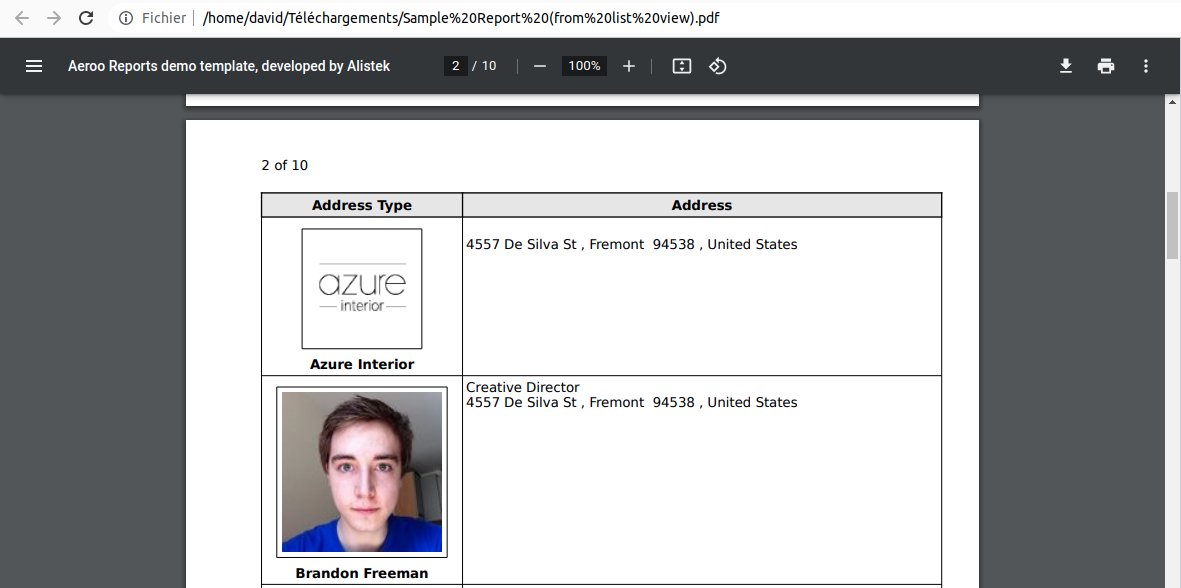 Fichier /home/david/Téléchargements/Sample%20Report%20(from%20list%20view).pdf
Aeroo Reports demo template, developed by Alistek 2 / 10 100%
2 of 10
Address Type Address
4557 De Silva St , Fremont  94538 , United States
azure
interior
Azure Interior
Creative Director
4557 De Silva St , Fremont  94538 , United States
Brandon Freeman